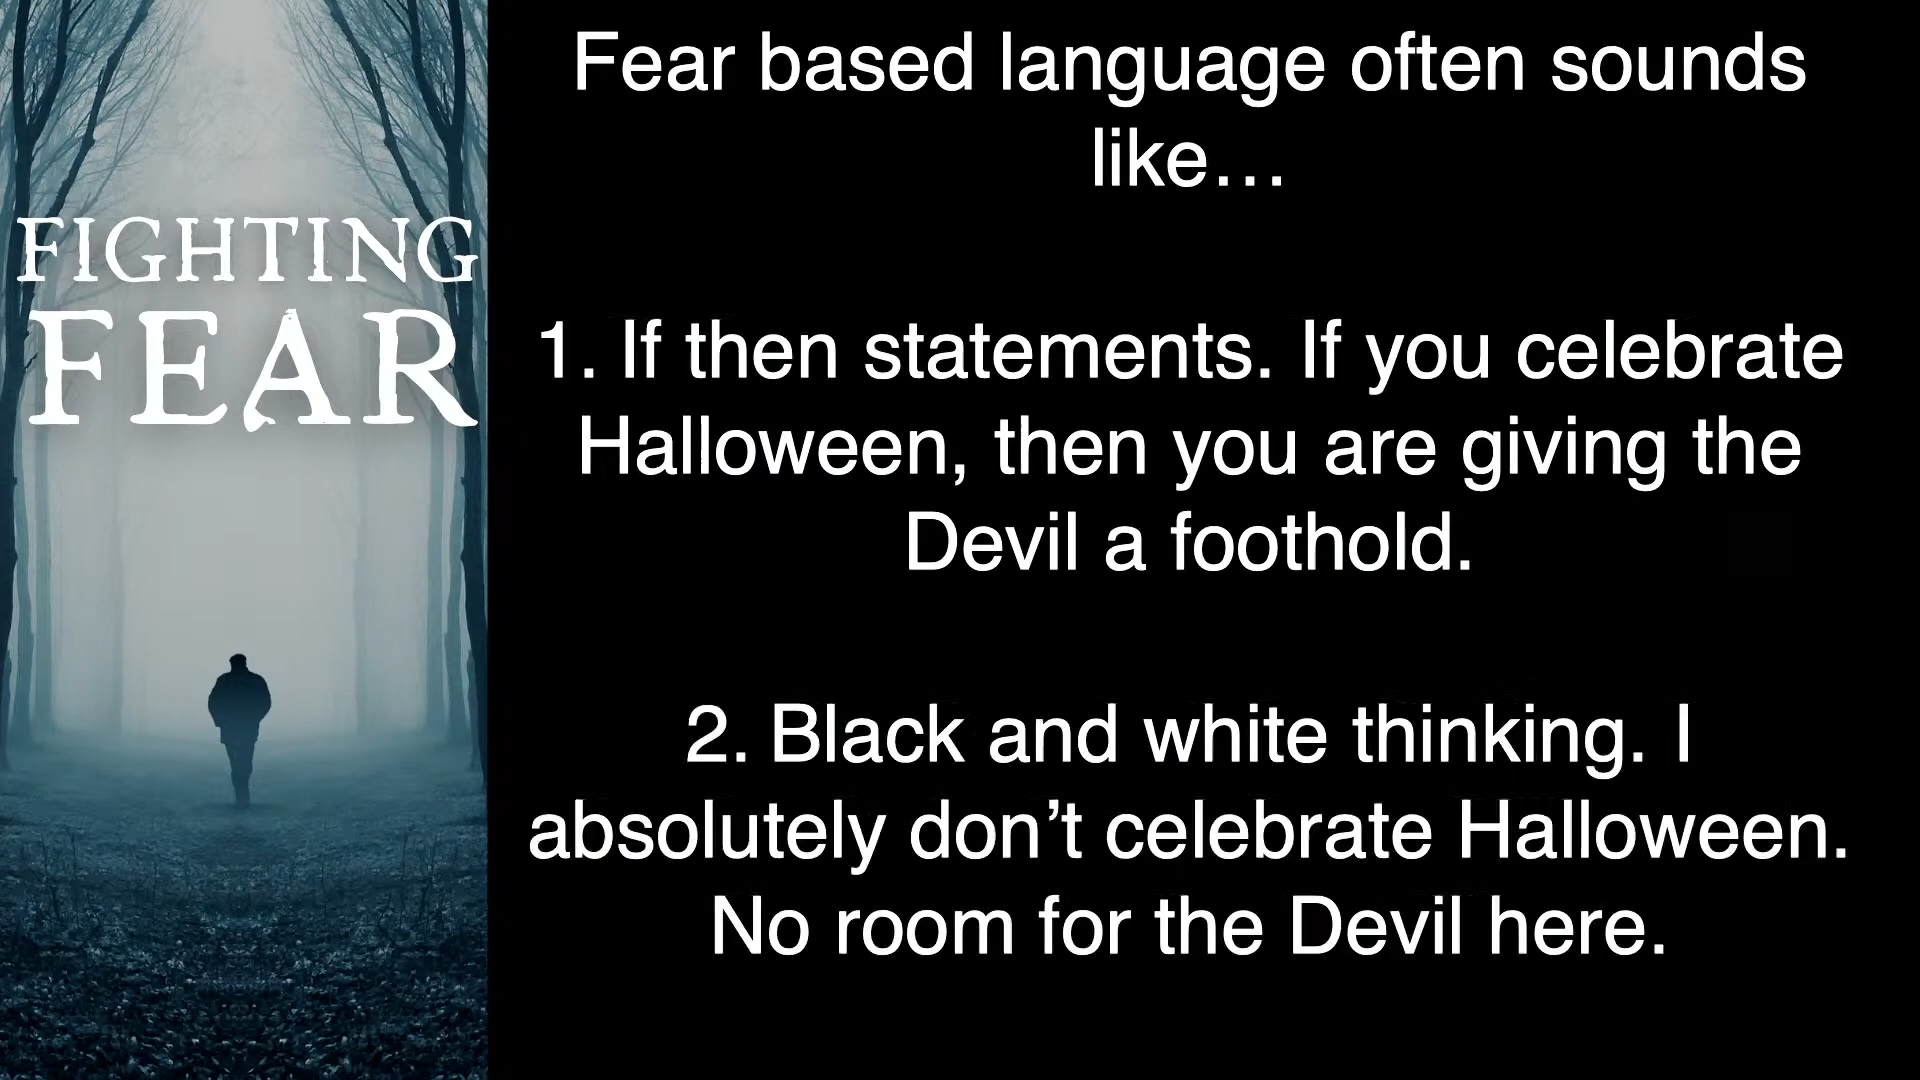 FIGHTING
FEAR
Fear based language often sounds
like…
1. If then statements. If you celebrate
Halloween, then you are giving the
Devil a foothold.
2. Black and white thinking. I
absolutely don’t celebrate Halloween.
No room for the Devil here.